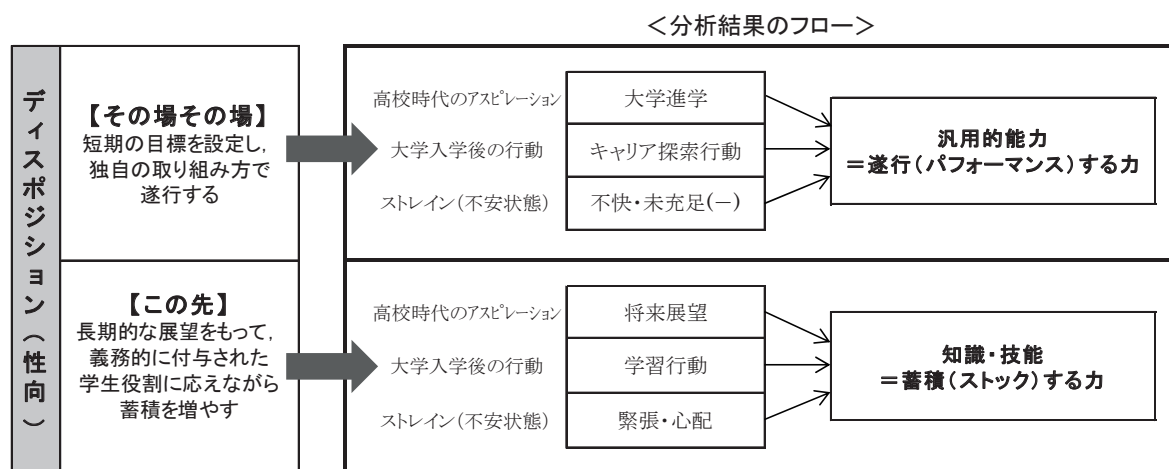 ＜分析結果のフロー＞
ディスポジション（性向）
【その場その場】
短期の目標を設定し，
独自の取り組み方で
遂行する
高校時代のアスピレーション
大学進学
大学入学後の行動
キャリア探索行動
ストレイン（不安状態）
不快・未充足(－)
汎用的能力
＝遂行（パフォーマンス）する力
【この先】
長期的な展望をもって，
義務的に付与された
学生役割に応えながら
蓄積を増やす
高校時代のアスピレーション
将来展望
大学入学後の行動
学習行動
ストレイン（不安状態）
緊張・心配
知識・技能
＝蓄積（ストック）する力